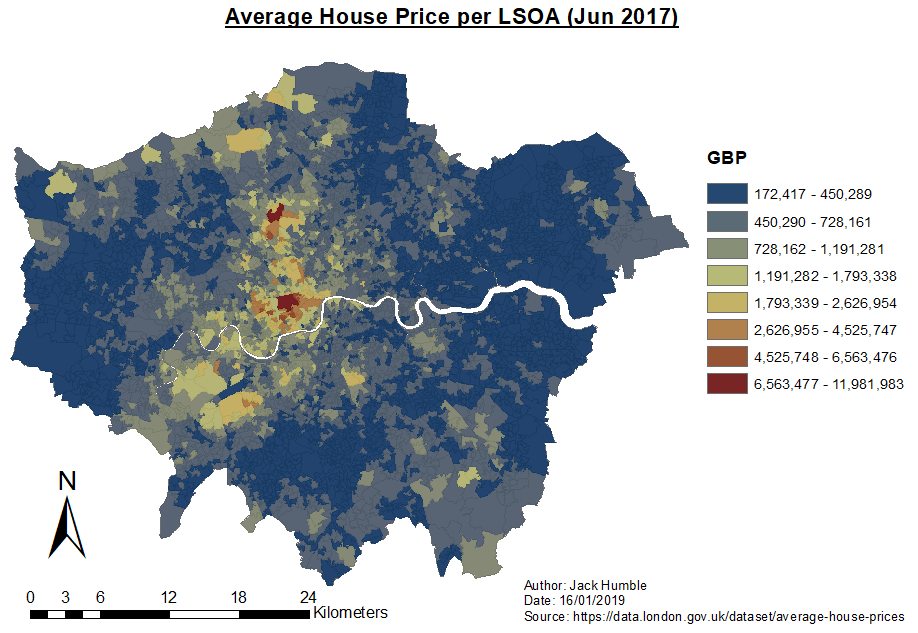 Average House Price per LSOA (Jun 2017)
GBP
172,417 - 450,289
450,290 - 728,161
728,162 - 1,191,281
1,191,282 - 1,793,338
1,793,339 - 2,626,954
2,626,955 - 4,525,747
4,525,748 - 6,563,476
6,563,477 - 11,981,983
N
0 3 6 12 18 24
Kilometers
Author: Jack Humble
Date: 16/01/2019
Source: https://data.london.gov.uk/dataset/average-house-prices